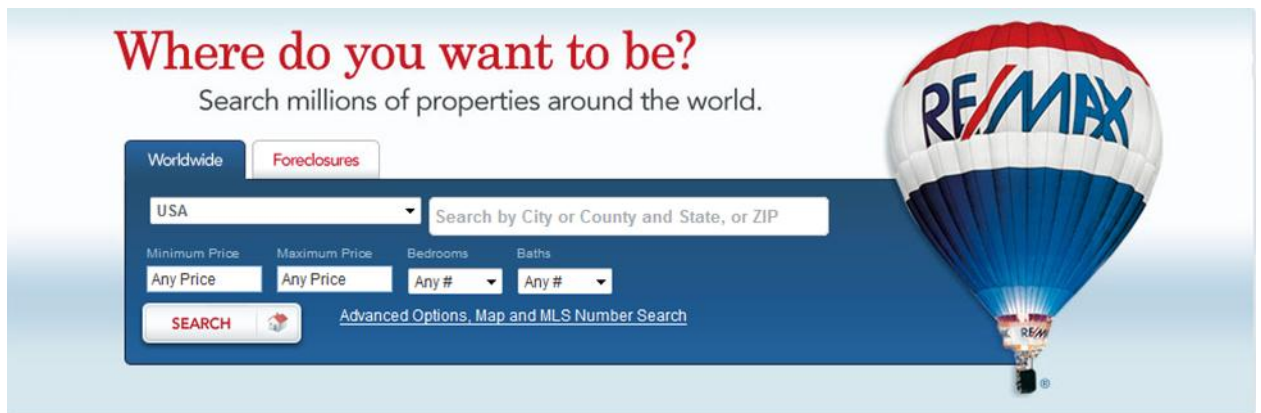 Where do you want to be?
Search millions of properties around the world.
RE/MAX
Worldwide
Foreclosures
USA
Search by City or County and State, or ZIP
Minimum Price
Maximum Price
Bedrooms
Baths
Any Price
Any Price
Any #
Any #
SEARCH
Advanced Options, Map and MLS Number Search
®